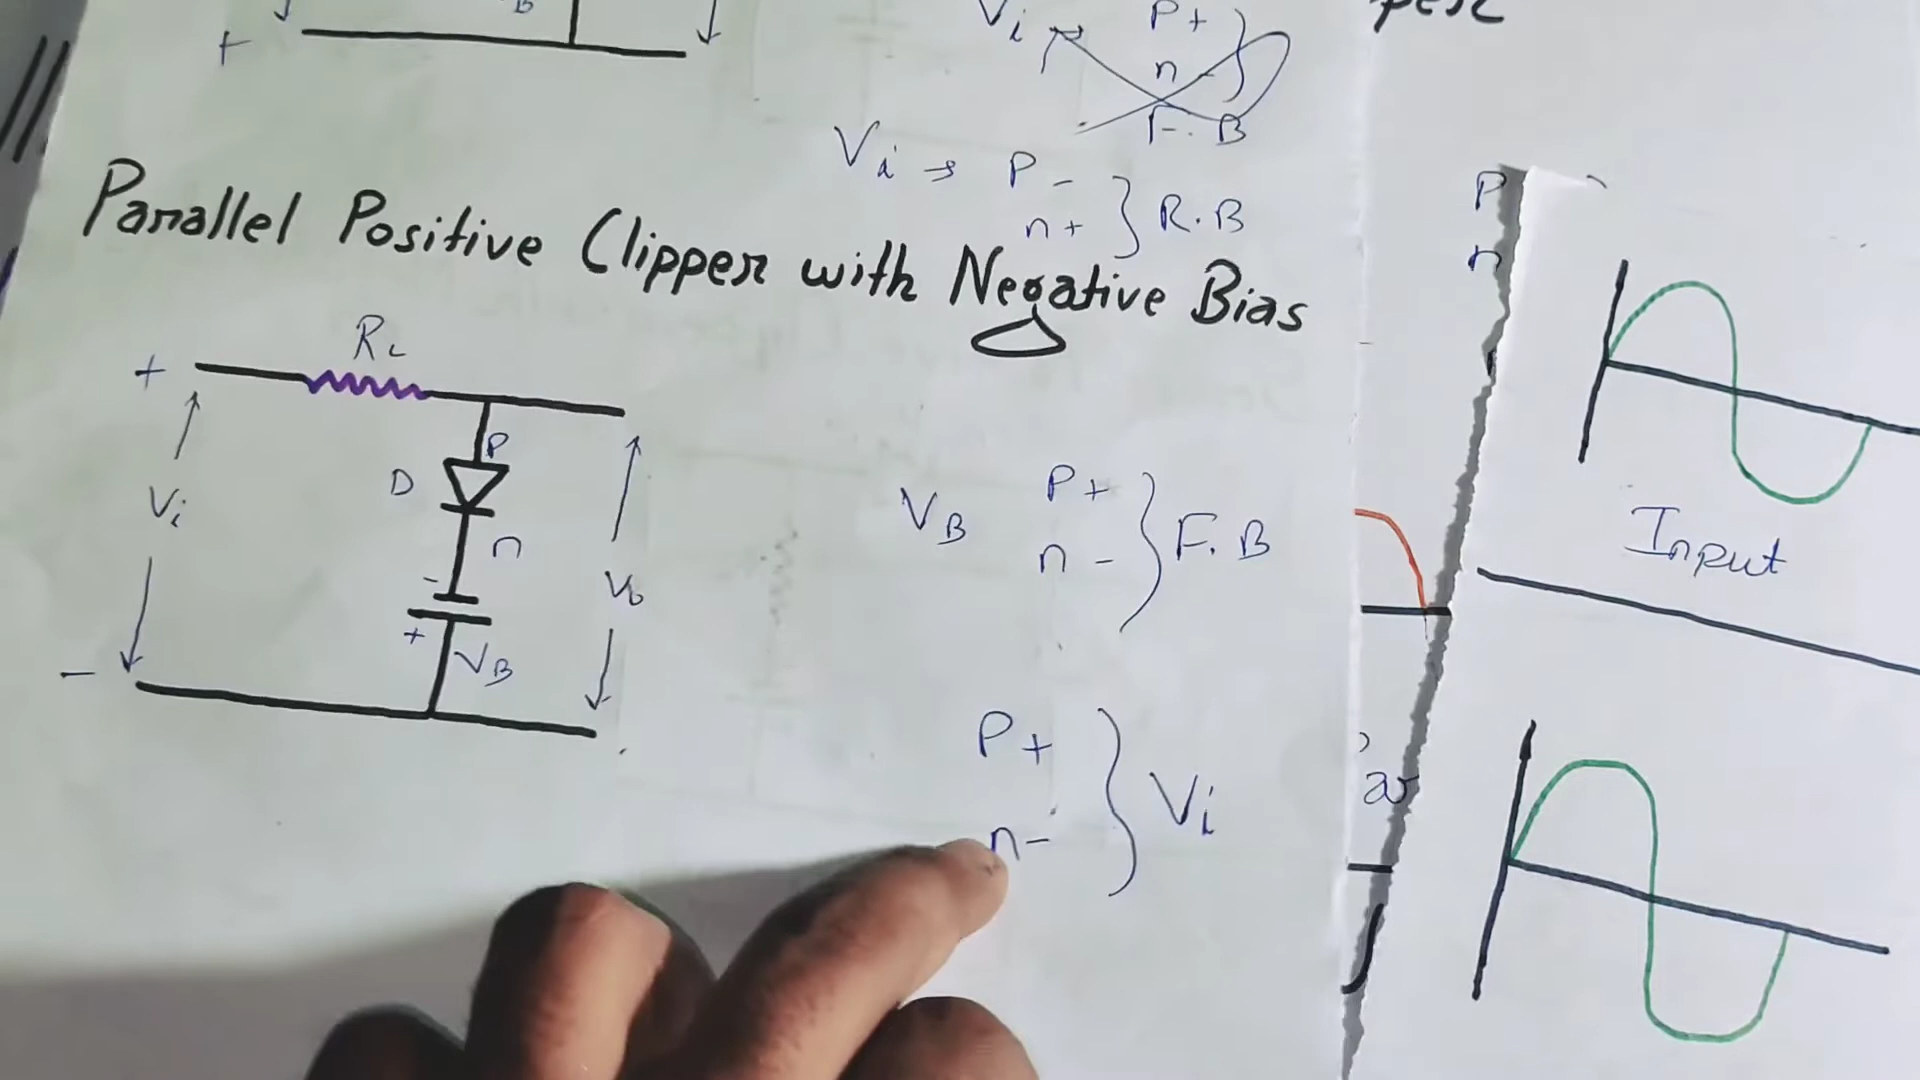 B
+
Vi
P+
n -
F. B
Vi → P -
n+ } R.B
P
n
Parallel Positive Clipper with Negative Bias
+
RL
P
D
n
Vi
-
+
VB
-
Vo
VB
P+
n -
} F. B
P+
n-
} Vi
Input